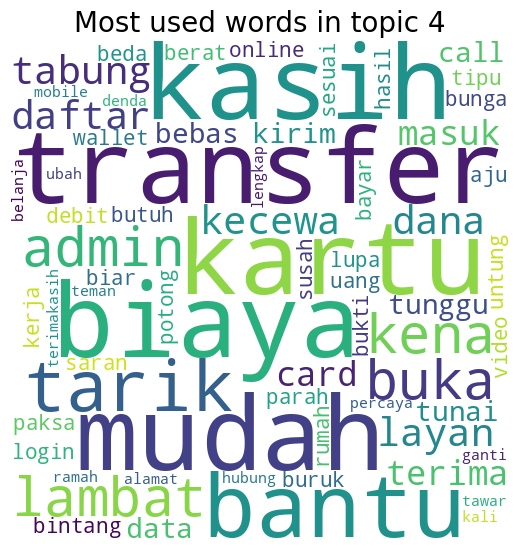 Most used words in topic 4
beda
berat
online
sesuai
hasil
call
tabung
kasih
tipu
mobile
denda
bunga
daftar
wallet
bebas
kirim
masuk
belanja
transfer
ubah
lengkap
bayar
aju
debit
butuh
kecewa
dana
admin
kartu
susah
lupa
untung
terimakasih
biar
potong
uang
kerja
teman
biaya
bukti
tunggu
video
kena
saran
tarik
card
buka
paksa
mudah
parah
percaya
rumah
tunai
login
layan
ganti
ramah
alamat
hubung
buruk
terima
lambat
bantu
tawar
bintang
data
kali